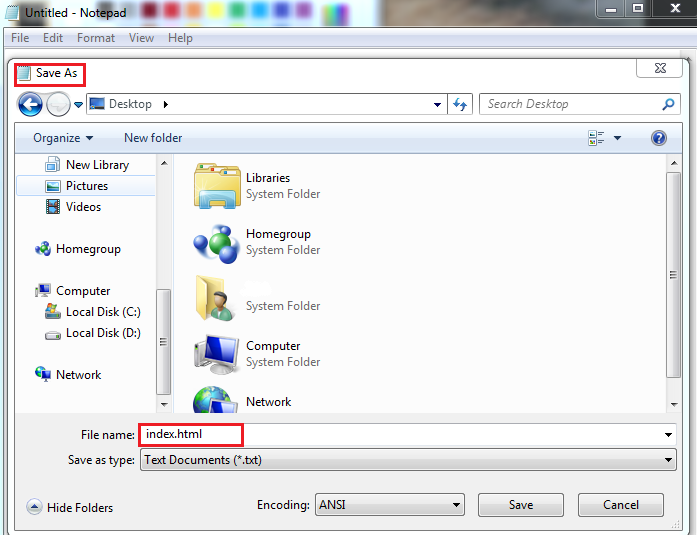 Untitled - Notepad
File Edit Format View Help
Save As
Desktop
Search Desktop
Organize New folder
New Library
Pictures
Videos
Homegroup
Computer
Local Disk (C:)
Local Disk (D:)
Network
Libraries
System Folder
Homegroup
System Folder
System Folder
Computer
System Folder
Network
File name: index.html
Save as type: Text Documents (*.txt)
Hide Folders Encoding: ANSI Save Cancel